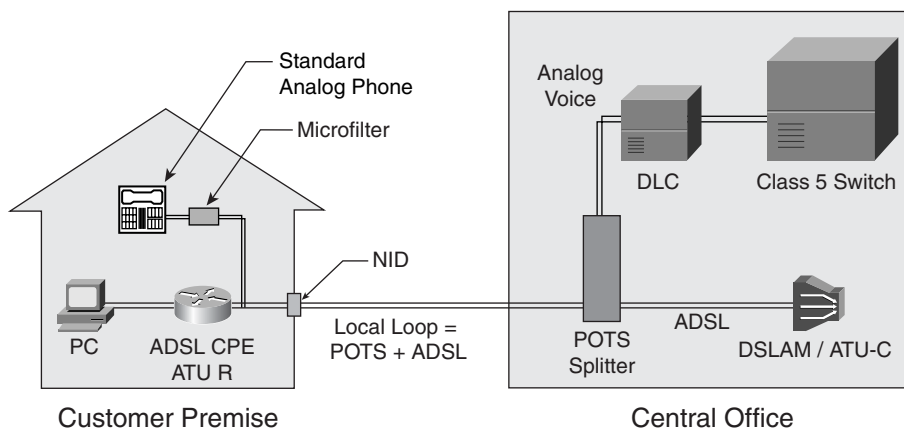 Standard
Analog Phone
Microfilter
NID
PC
ADSL CPE
ATU R
Local Loop =
POTS + ADSL
Customer Premise
Analog
Voice
DLC
Class 5 Switch
POTS
Splitter
ADSL
DSLAM / ATU-C
Central Office